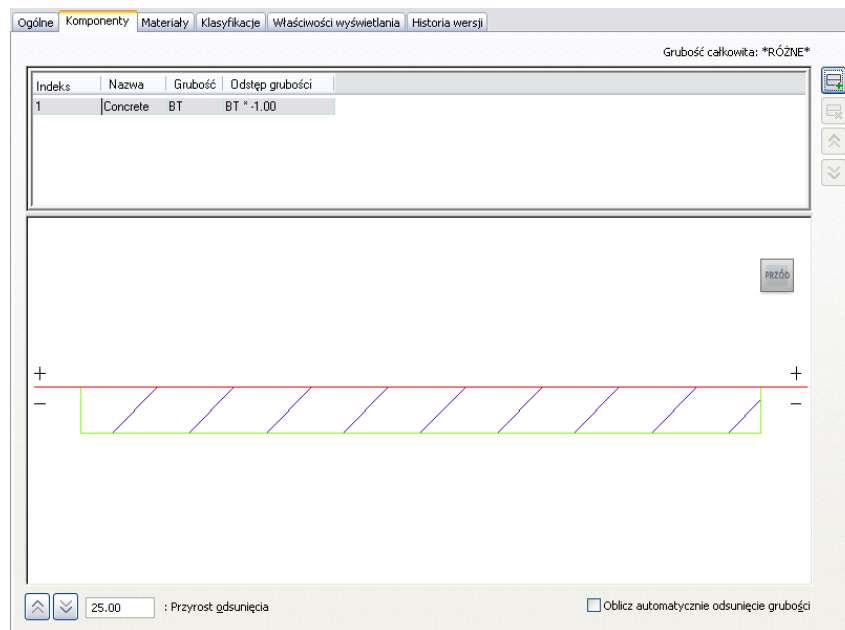 Ogólne Komponenty Materiały Klasyfikacje Właściwości wyświetlania Historia wersji
Grubość całkowita: *RÓŻNE*
Indeks Nazwa Grubość Odstęp grubości
1 Concrete BT BT * -1.00
PRZÓD
+ +
− −
25.00 : Przyrost odsunięcia Oblicz automatycznie odsunięcie grubości